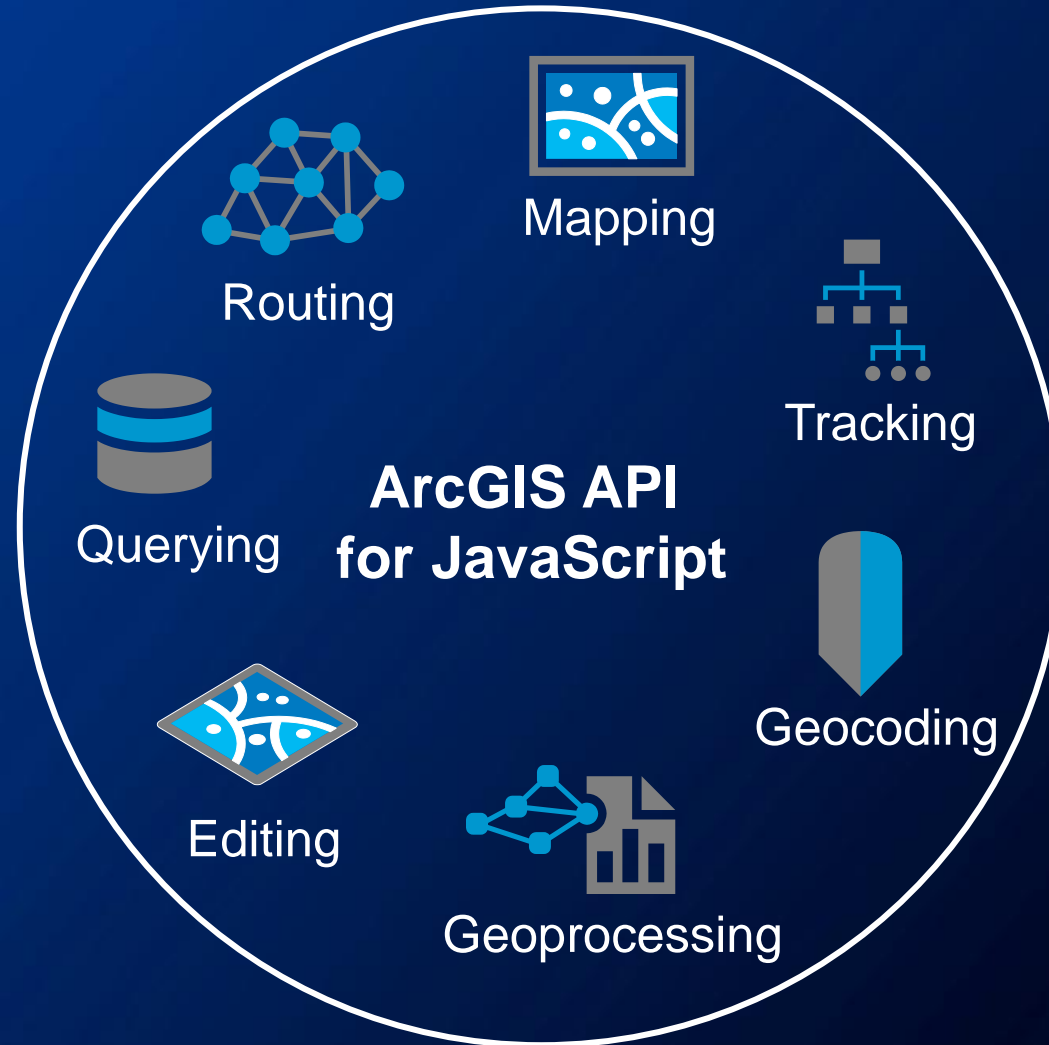 Mapping
Routing
Tracking
ArcGIS API
for JavaScript
Querying
Geocoding
Editing
Geoprocessing